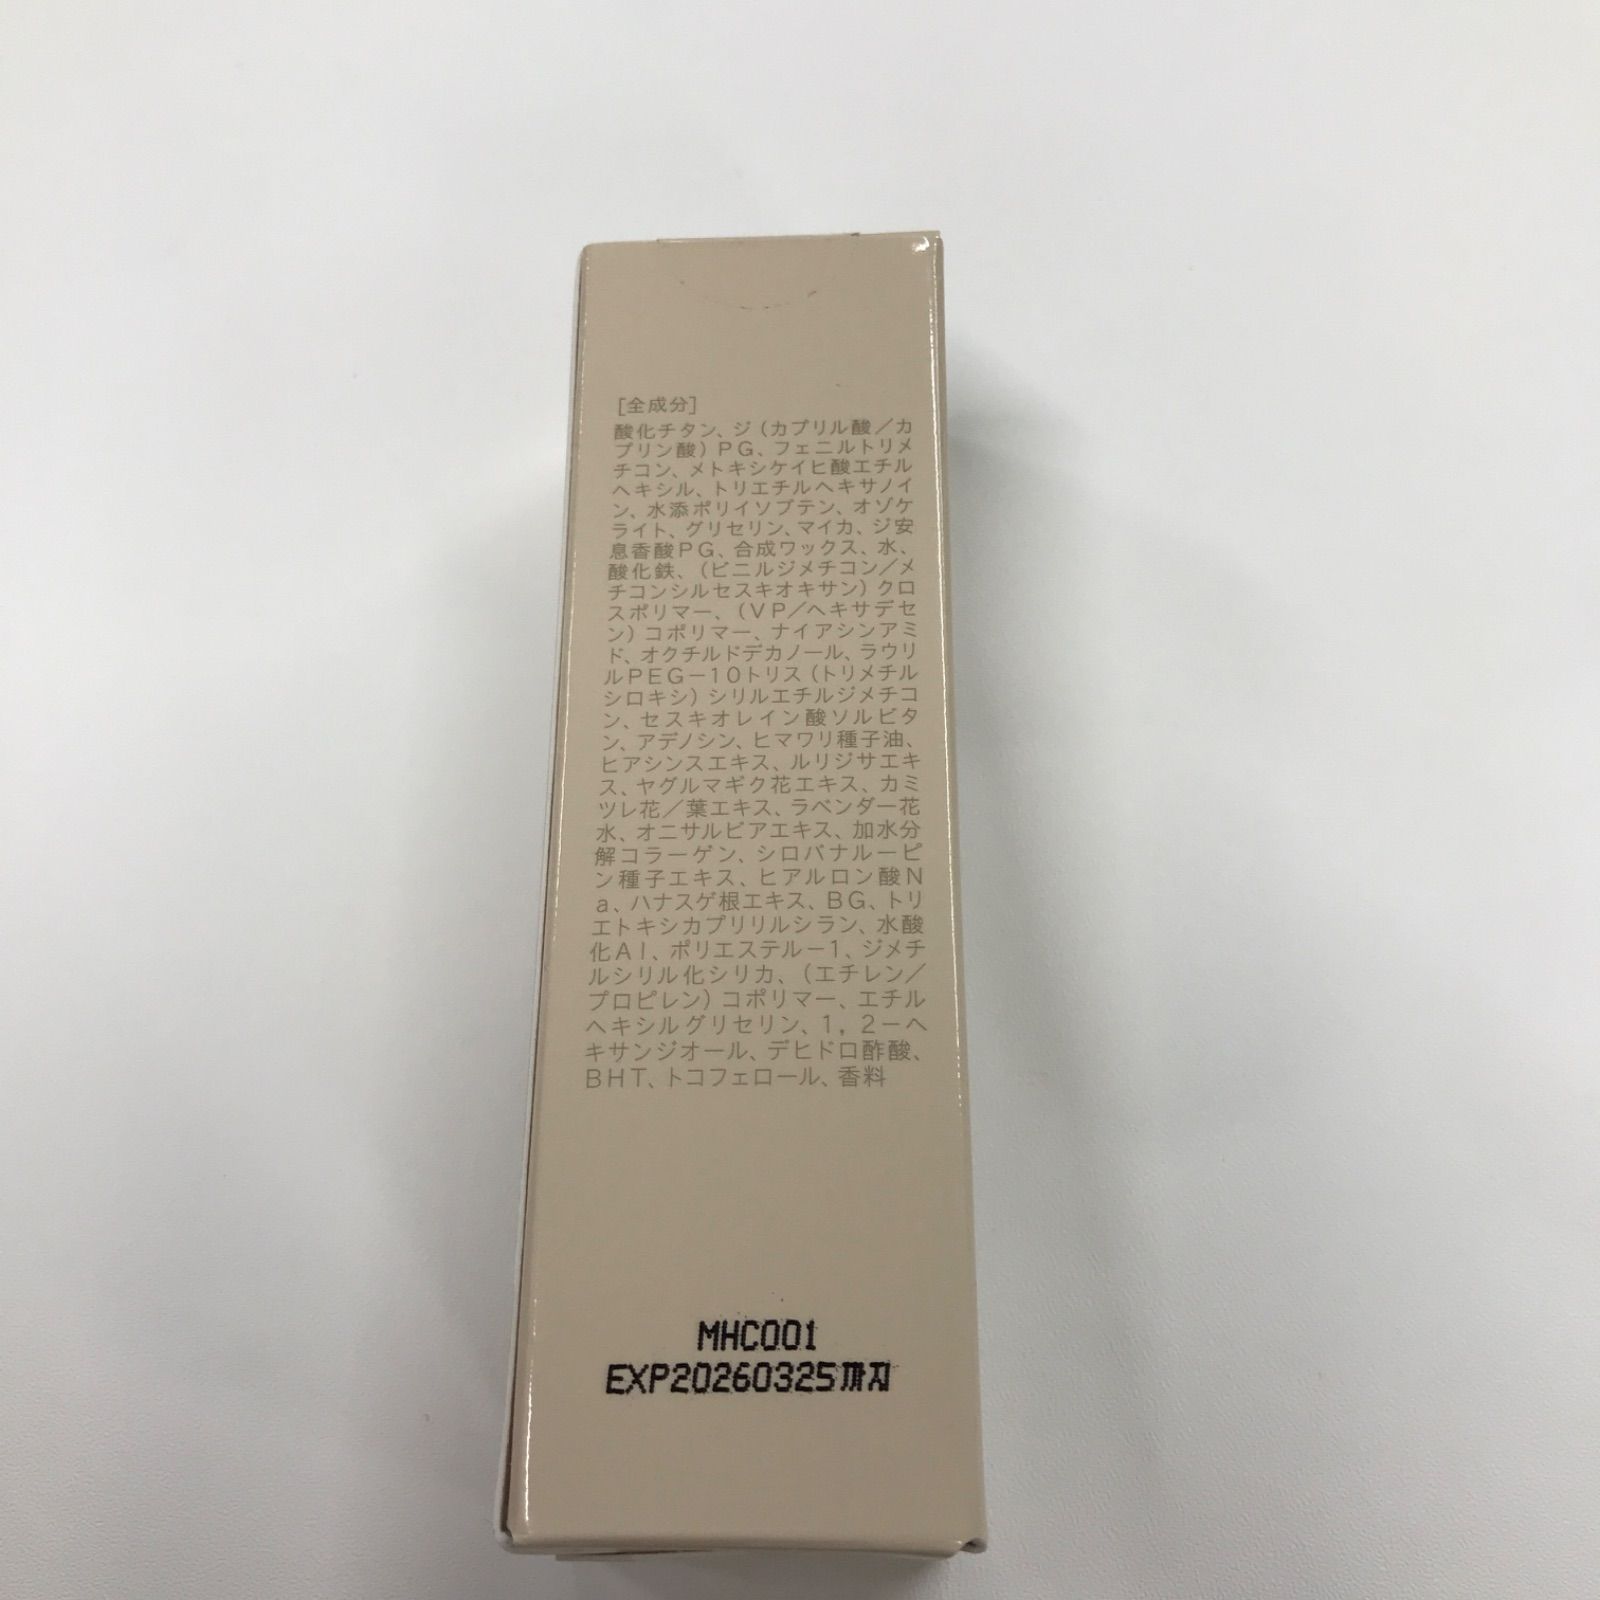 [全成分]
酸化チタン、ジ(カプリル酸/カ
プリン酸)PG、フェニルトリメ
チコン、メトキシケイヒ酸エチル
ヘキシル、トリエチルヘキサノイ
ン、水添ポリイソブテン、オゾケ
ライト、グリセリン、マイカ、ジ安
息香酸PG、合成ワックス、水、
酸化鉄、(ビニルジメチコン/メ
チコンシルセスキオキサン)クロ
スポリマー、(VP/ヘキサデセ
ン)コポリマー、ナイアシンアミ
ド、オクチルドデカノール、ラウリ
ルPEG-10トリス(トリメチル
シロキシ)シリルエチルジメチコ
ン、セスキオレイン酸ソルビタ
ン、アデノシン、ヒマワリ種子油、
ヒアシンスエキス、ルリジサエキ
ス、ヤグルマギク花エキス、カミ
ツレ花/葉エキス、ラベンダー花
水、オニサルビアエキス、加水分
解コラーゲン、シロバナルーピ
ン種子エキス、ヒアルロン酸N
a、ハナスゲ根エキス、BG、トリ
エトキシカプリリルシラン、水酸
化Al、ポリエステル-1、ジメチ
ルシリル化シリカ、(エチレン/
プロピレン)コポリマー、エチル
ヘキシルグリセリン、1,2-ヘ
キサンジオール、デヒドロ酢酸、
BHT、トコフェロール、香料
MHC001
EXP20260325까지